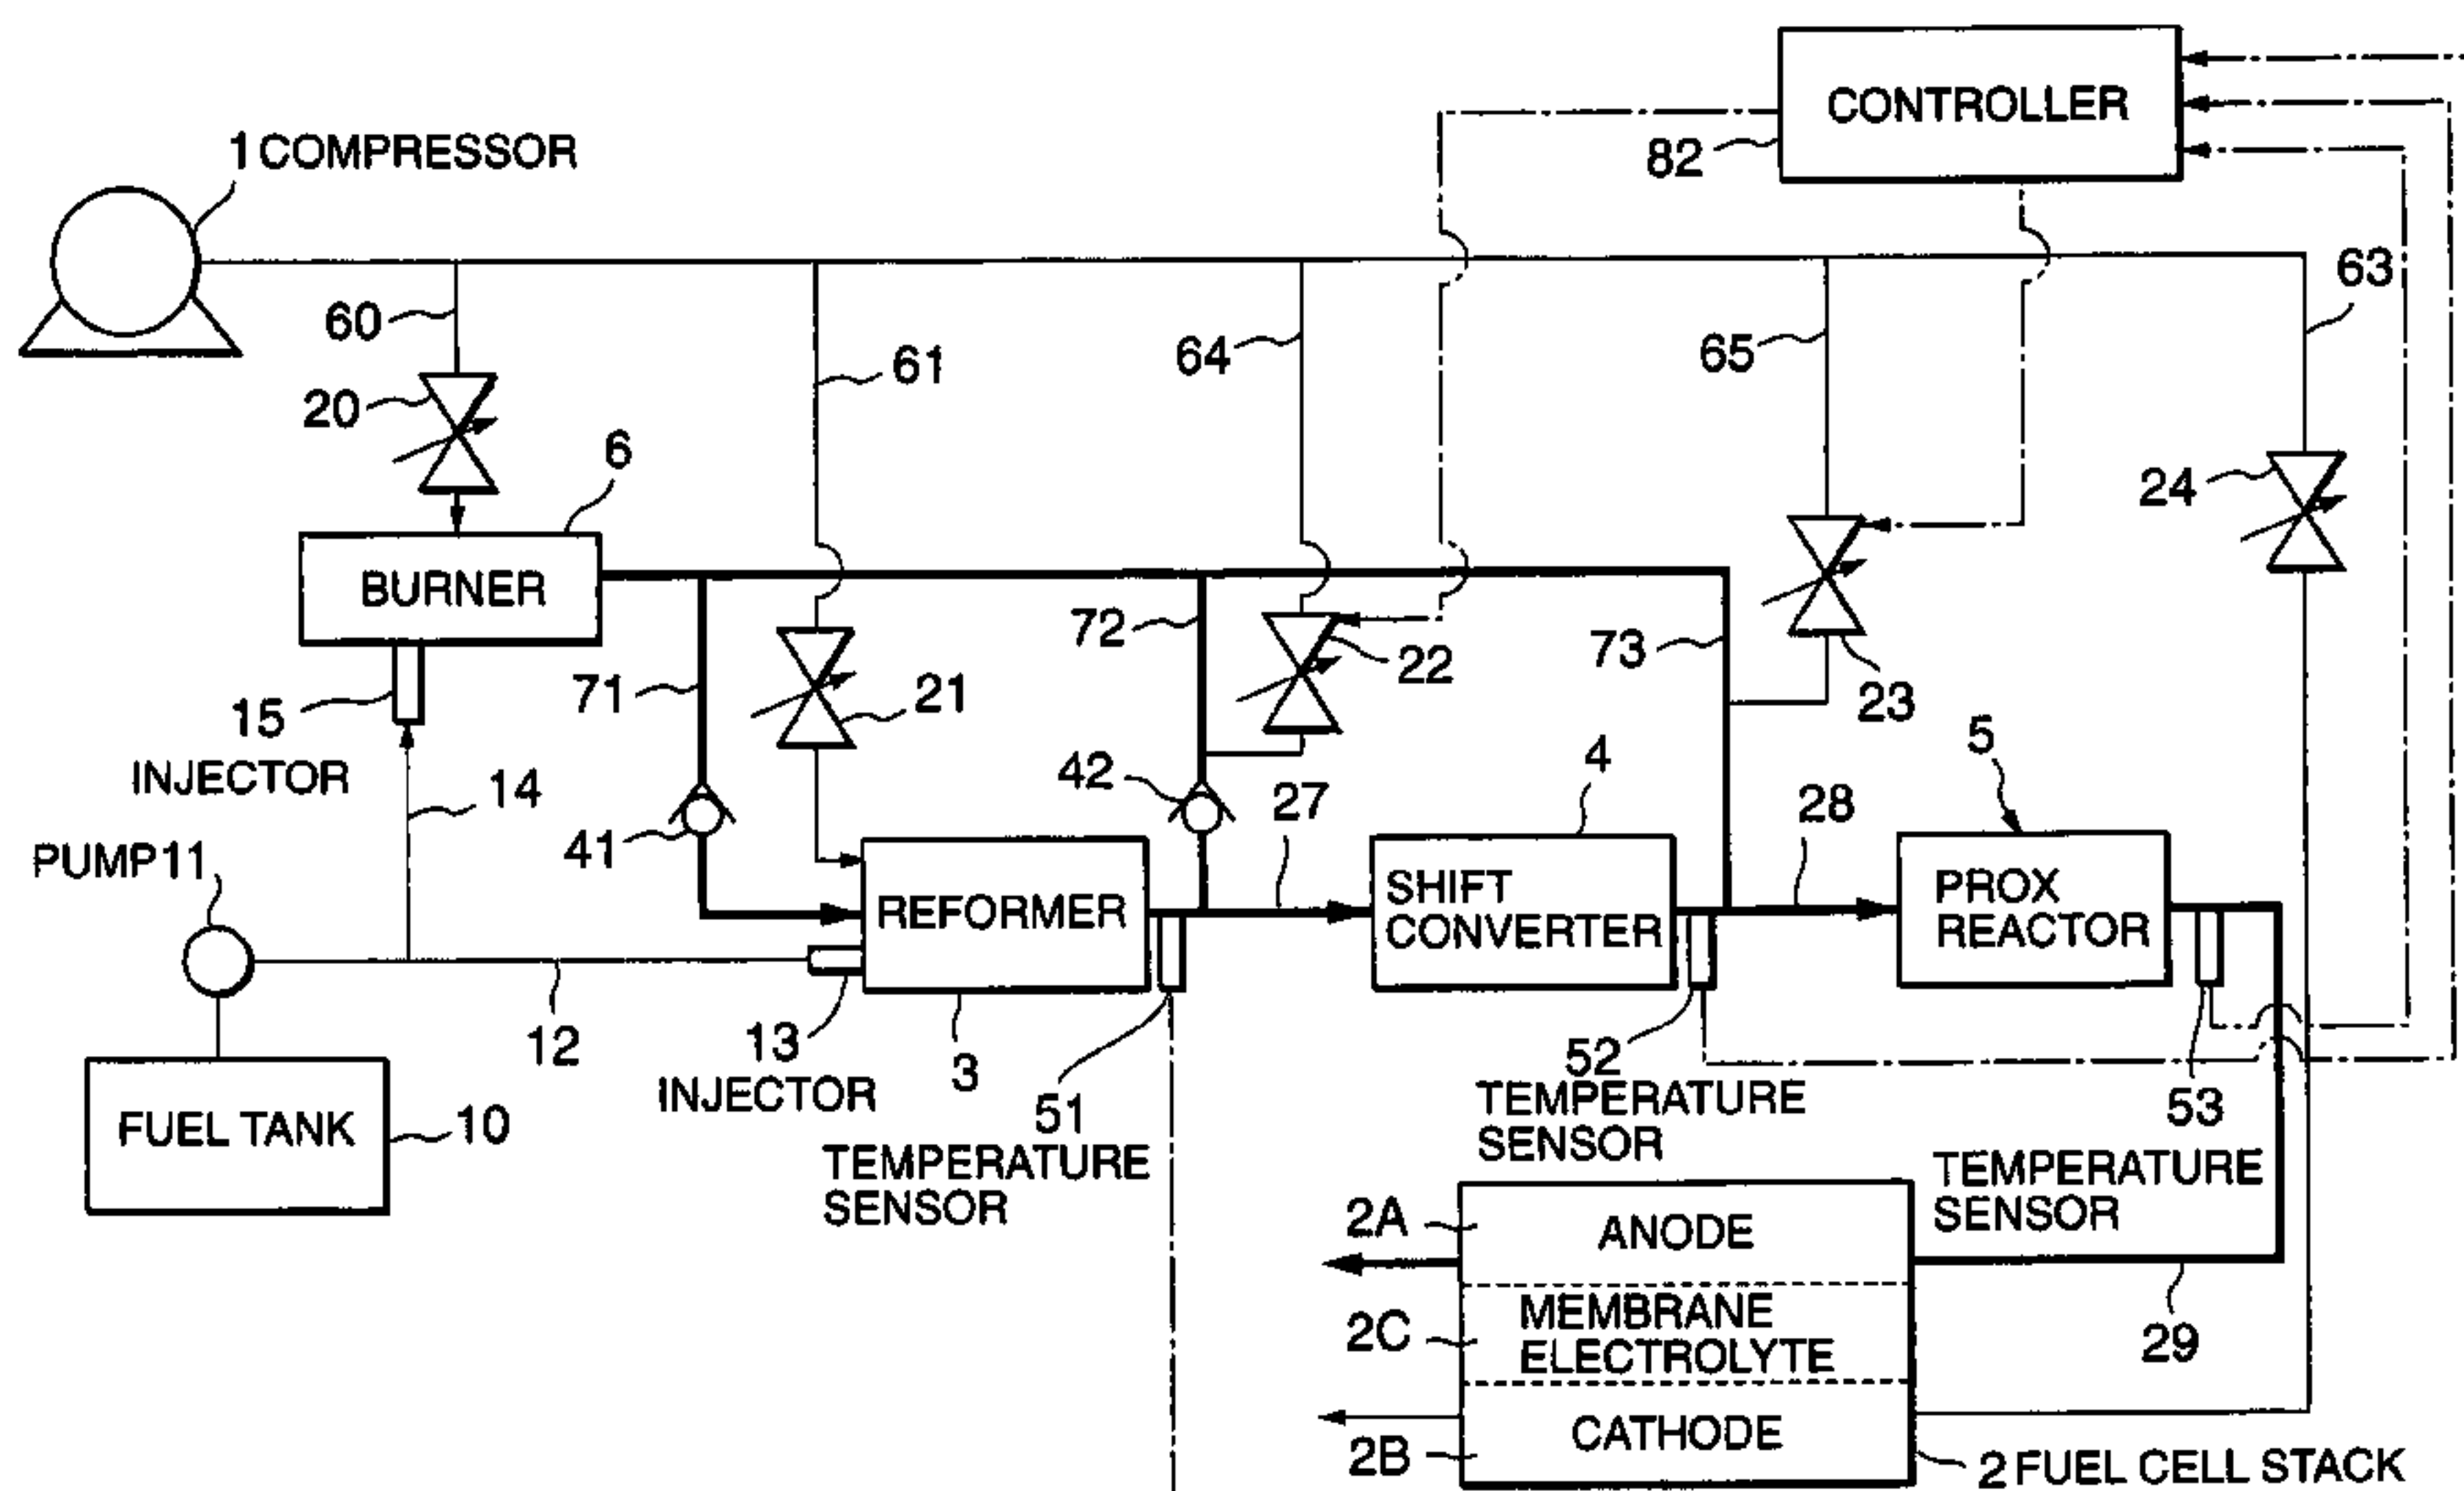 CONTROLLER
82
1 COMPRESSOR
63
60
61
64
65
20
6
24
BURNER
72
73
22
71
21
23
15
INJECTOR
14
42
27
4
5
28
PUMP 11
41
REFORMER
SHIFT
CONVERTER
PROX
REACTOR
12
13
INJECTOR
3
51
TEMPERATURE
SENSOR
52
TEMPERATURE
SENSOR
53
TEMPERATURE
SENSOR
FUEL TANK
10
2A
ANODE
2C
MEMBRANE
ELECTROLYTE
29
CATHODE
2B
2 FUEL CELL STACK